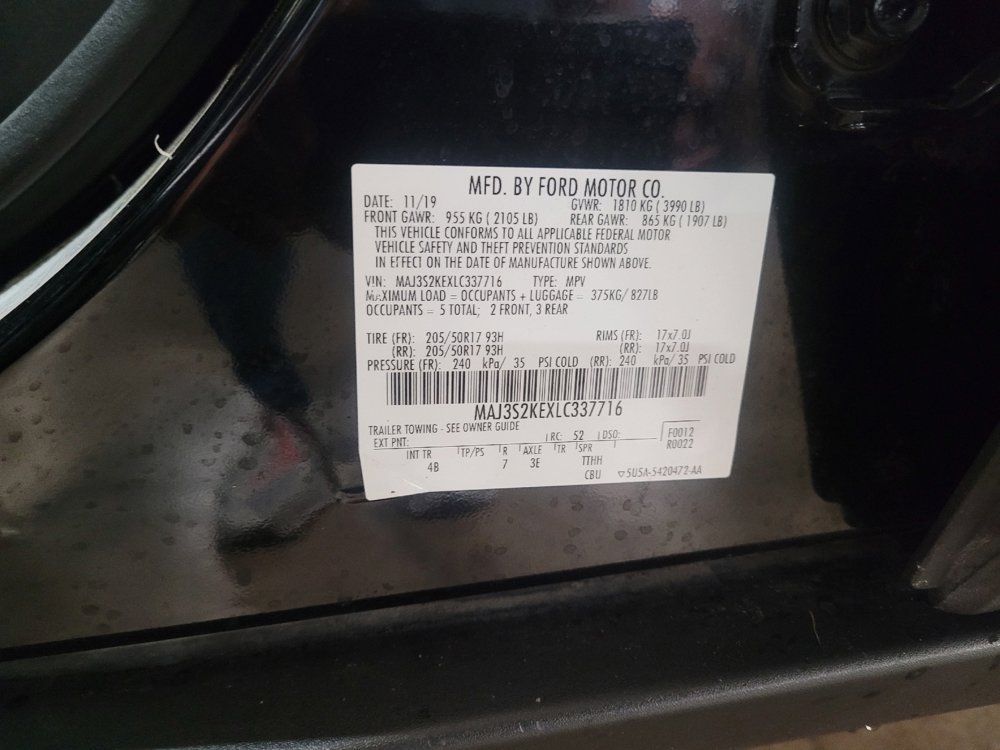 MFD. BY FORD MOTOR CO.
DATE: 11/19 GVWR: 1810 KG ( 3990 LB)
FRONT GAWR: 955 KG ( 2105 LB) REAR GAWR: 865 KG ( 1907 LB)
THIS VEHICLE CONFORMS TO ALL APPLICABLE FEDERAL MOTOR
VEHICLE SAFETY AND THEFT PREVENTION STANDARDS
IN EFFECT ON THE DATE OF MANUFACTURE SHOWN ABOVE.
VIN: MAJ3S2KEXLC337716 TYPE: MPV
MAXIMUM LOAD = OCCUPANTS + LUGGAGE = 375KG/ 827LB
OCCUPANTS = 5 TOTAL; 2 FRONT, 3 REAR
TIRE (FR): 205/50R17 93H RIMS (FR): 17x7.0J
(RR): 205/50R17 93H (RR): 17x7.0J
PRESSURE (FR): 240 kPa/ 35 PSI COLD (RR): 240 kPa/ 35 PSI COLD
MAJ3S2KEXLC337716
TRAILER TOWING - SEE OWNER GUIDE
EXT PNT: RC: 52 DSO: F0012
R0022
INT TR TP/PS R AXLE TR SPR
4B 7 3E TTHH
CBU 5U5A-5420472-AA